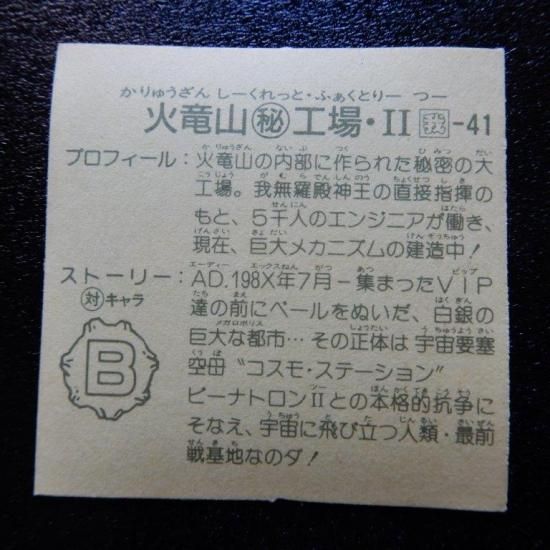 かりゅうざん しーくれっと・ふぁくとりー つー
火竜山㊙工場・II -41
プロフィール：火竜山の内部に作られた秘密の大
工場。我無羅殿神王の直接指揮の
もと、５千人のエンジニアが働き、
現在、巨大メカニズムの建造中！
ストーリー：AD.198X年７月－集まったＶＩＰ
対キャラ 達の前にベールをぬいだ、白銀の
巨大な都市…その正体は宇宙要塞
空母“コスモ・ステーション”
B ビーナトロンIIとの本格的抗争に
そなえ、宇宙に飛び立つ人類・最前
戦基地なのダ！